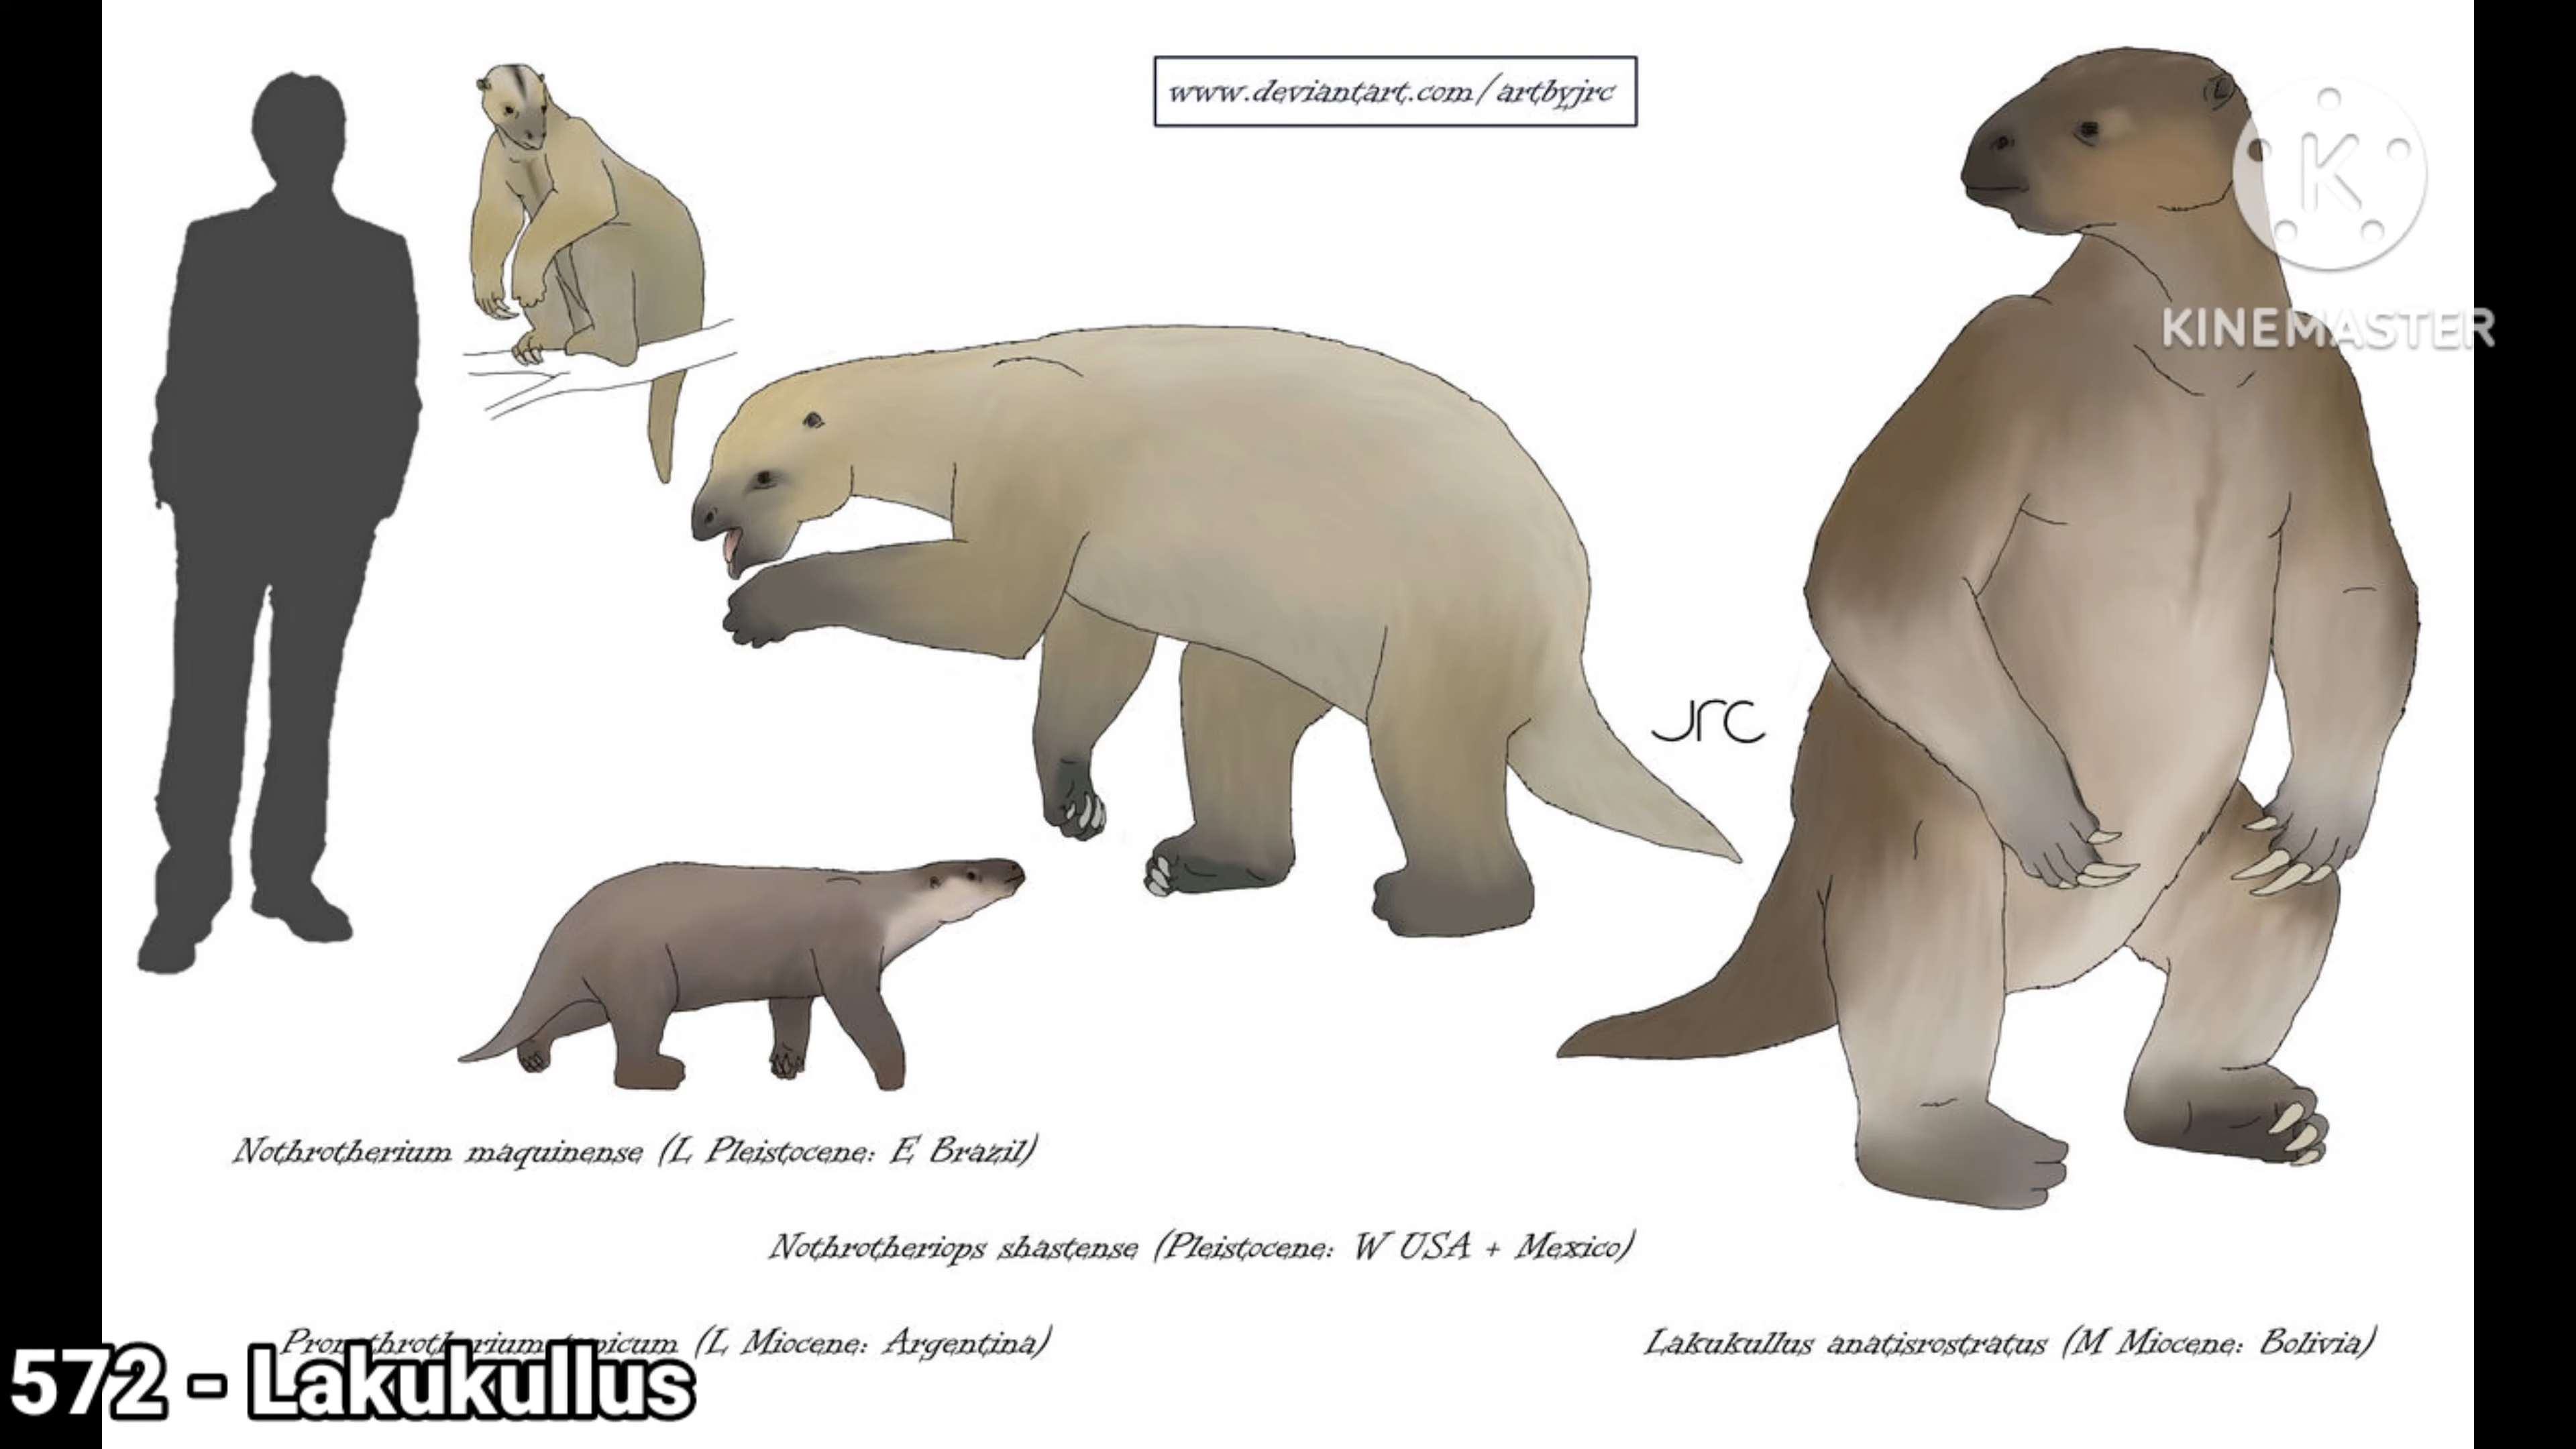 www.deviantart.com/artbyjrc
K
KINEMASTER
jrc
Nothrotherium maquinense (L Pleistocene: E Brazil)
Nothrotheriops shastense (Pleistocene: W USA + Mexico)
(L Miocene: Argentina)
Lakukullus anatisrostratus (M Miocene: Bolivia)
572 - Lakukullus